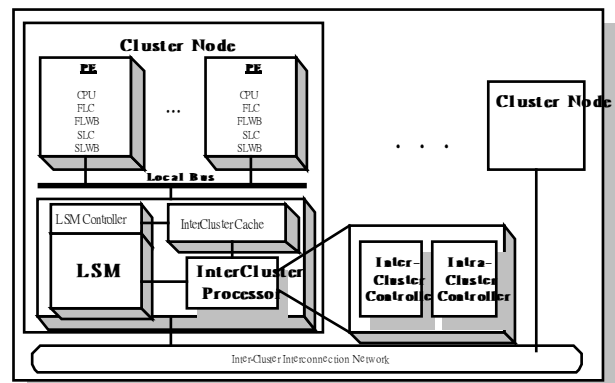 Cluster Node
PE
CPU
FLC
FLWB
SLC
SLWB
...
PE
CPU
FLC
FLWB
SLC
SLWB
. . .
Cluster Node
Local Bus
LSM Controller
InterClusterCache
LSM
InterCluster
Processor
Inter-
Cluster
Controlle
Intra-
Cluster
Controller
Inter-Cluster Interconnection Network